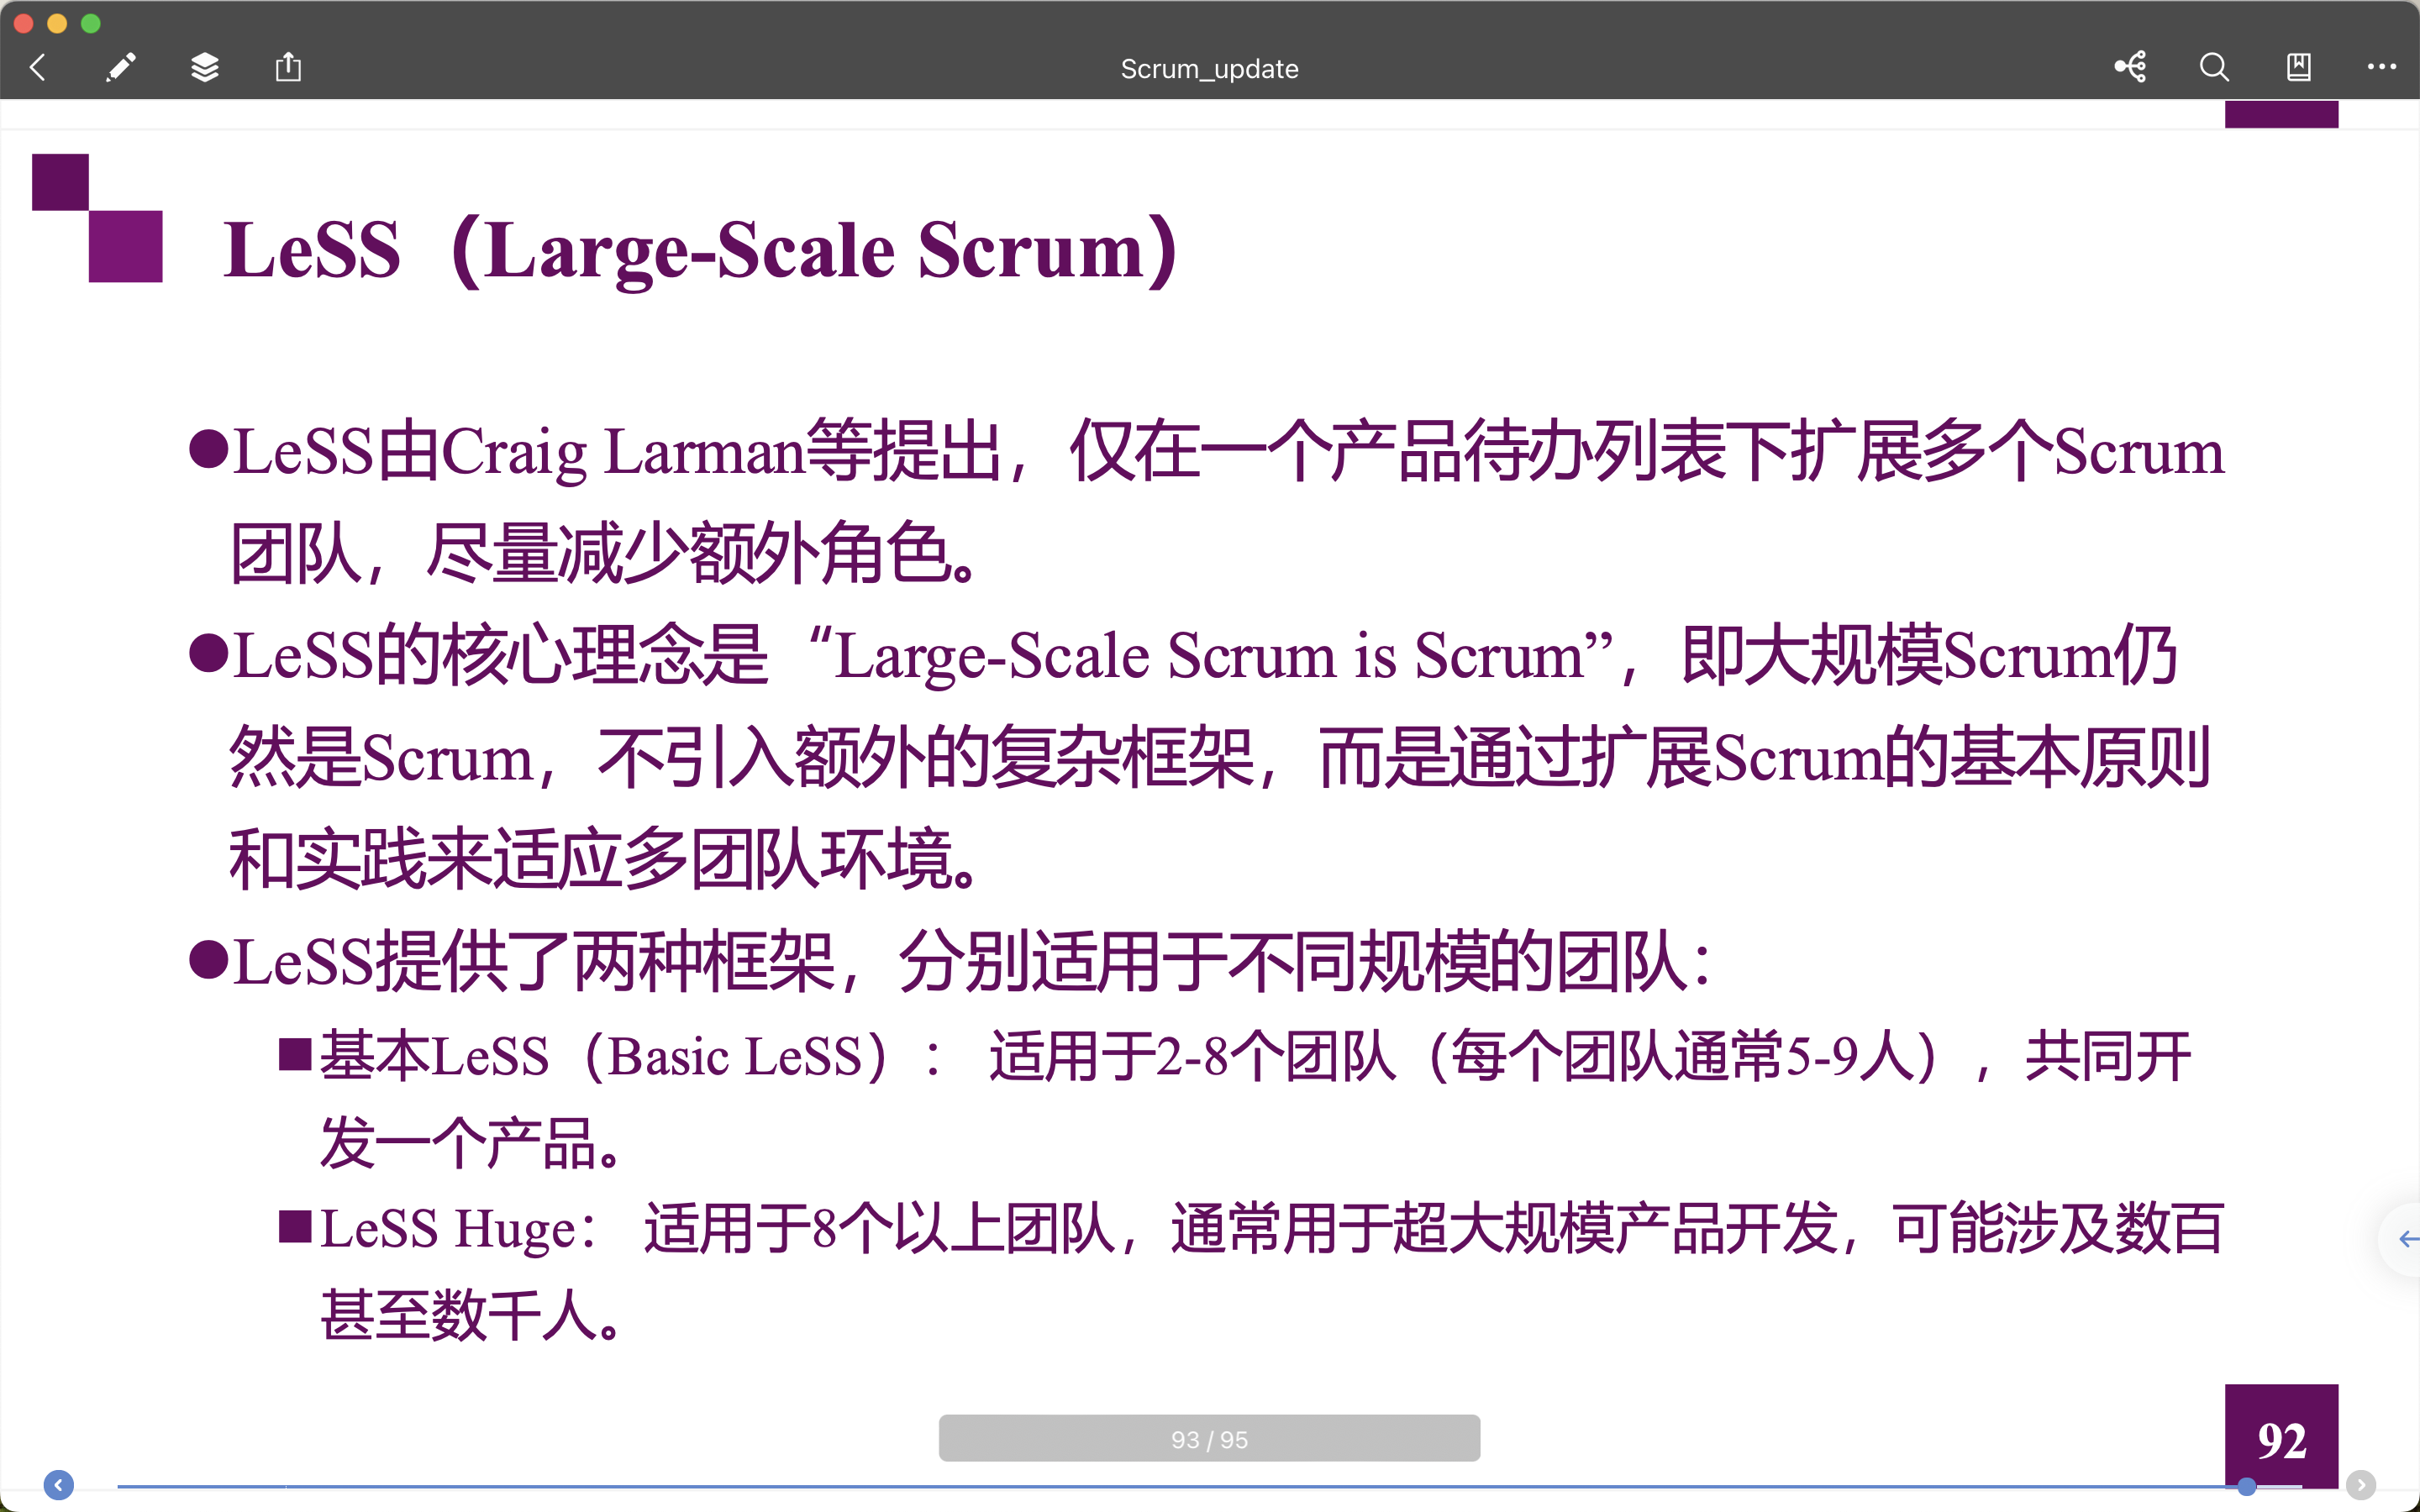 Scrum_update
LeSS（Large-Scale Scrum）
●LeSS由Craig Larman等提出，仅在一个产品待办列表下扩展多个Scrum
团队，尽量减少额外角色。
●LeSS的核心理念是“Large-Scale Scrum is Scrum”，即大规模Scrum仍
然是Scrum，不引入额外的复杂框架，而是通过扩展Scrum的基本原则
和实践来适应多团队环境。
●LeSS提供了两种框架，分别适用于不同规模的团队：
■基本LeSS（Basic LeSS）： 适用于2-8个团队（每个团队通常5-9人），共同开
发一个产品。
■LeSS Huge： 适用于8个以上团队，通常用于超大规模产品开发，可能涉及数百
甚至数千人。
93 / 95
92